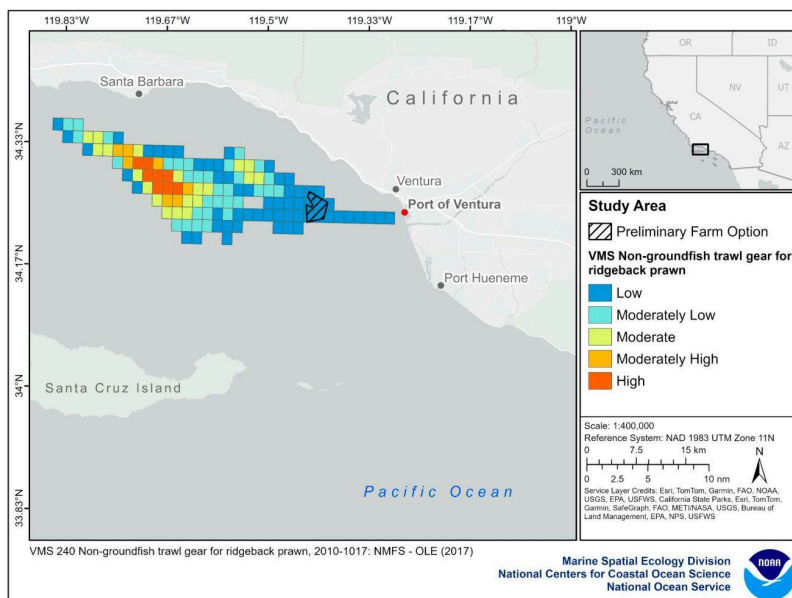 119.83°W
119.67°W
119.5°W
119.33°W
119.17°W
119°W
34.33°N
34.17°N
34°N
33.83°N
Santa Barbara
California
Ventura
Port of Ventura
Port Hueneme
Santa Cruz Island
Pacific Ocean
OR
ID
NV
UT
CA
AZ
Pacific
Ocean
0 300 km
Study Area
Preliminary Farm Option
VMS Non-groundfish trawl gear for
ridgeback prawn
Low
Moderately Low
Moderate
Moderately High
High
Scale: 1:400,000
Reference System: NAD 1983 UTM Zone 11N
0 7.5 15 km
N
0 2.5 5 10 nm
Service Layer Credits: Esri, TomTom, Garmin, FAO, NOAA,
USGS, EPA, USFWS, California State Parks, Esri, TomTom,
Garmin, SafeGraph, FAO, METI/NASA, USGS, Bureau of
Land Management, EPA, NPS, USFWS
VMS 240 Non-groundfish trawl gear for ridgeback prawn, 2010-1017: NMFS - OLE (2017)
Marine Spatial Ecology Division
National Centers for Coastal Ocean Science
National Ocean Service
NOAA